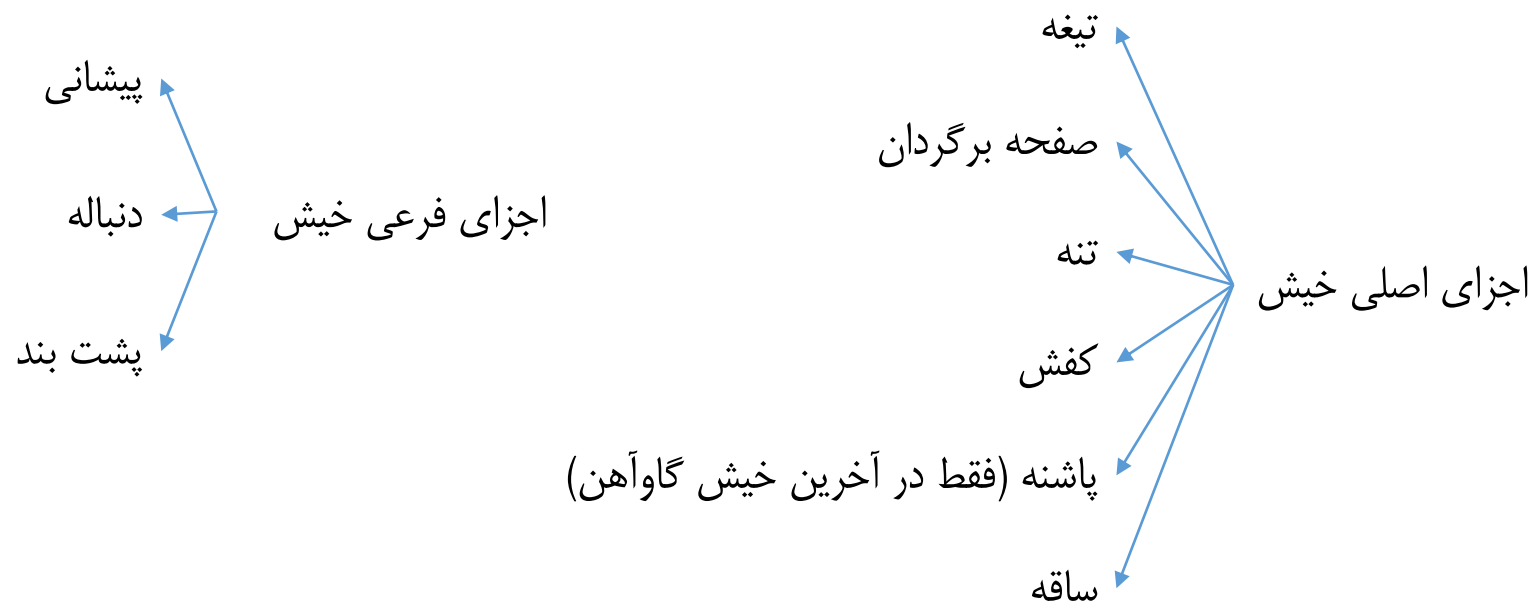 اجزای اصلی خیش
تیغه
صفحه برگردان
تنه
کفش
پاشنه (فقط در آخرین خیش گاوآهن)
ساقه
اجزای فرعی خیش
پیشانی
دنباله
پشت بند